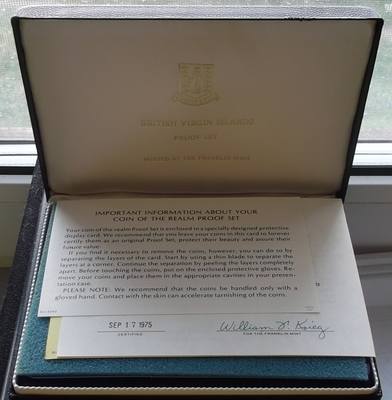 BRITISH VIRGIN ISLANDS
PROOF SET
MINTED AT THE FRANKLIN MINT
IMPORTANT INFORMATION ABOUT YOUR
COIN OF THE REALM PROOF SET
Your coin of the realm Proof Set is enclosed in a specially designed protective
display card. We recommend that you leave your coins in this card to forever
certify them as an original Proof Set, protect their beauty and assure their
future value.
If you find it necessary to remove the coin, however, you can do so by
separating the layers of the card. Start by using a thin blade to separate the
layers at a corner. Continue the separation by peeling the layers completely
apart. Before touching the coins, put on the enclosed protective gloves. Re-
move your coins and place them in the appropriate cavities in your presen-
tation case.
PLEASE NOTE: We recommend that the coins be handled only with a
gloved hand. Contact with the skin can accelerate tarnishing of the coins.
SEP 17 1975
CERTIFIED
William T. Krieg
FOR THE FRANKLIN MINT